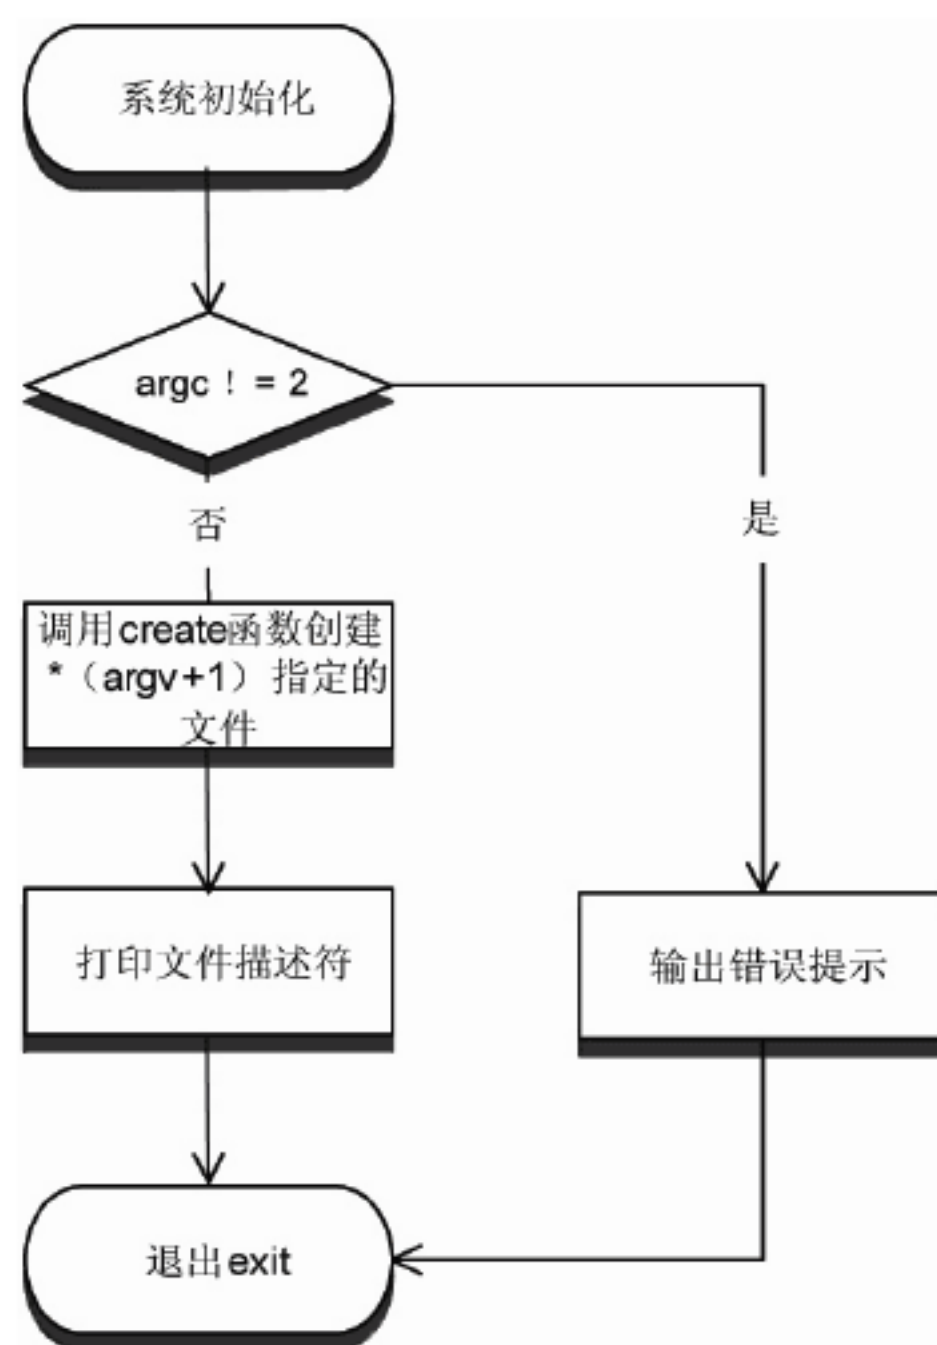 系统初始化
argc ！= 2
否
是
调用create函数创建
*（argv+1）指定的
文件
打印文件描述符
输出错误提示
退出exit